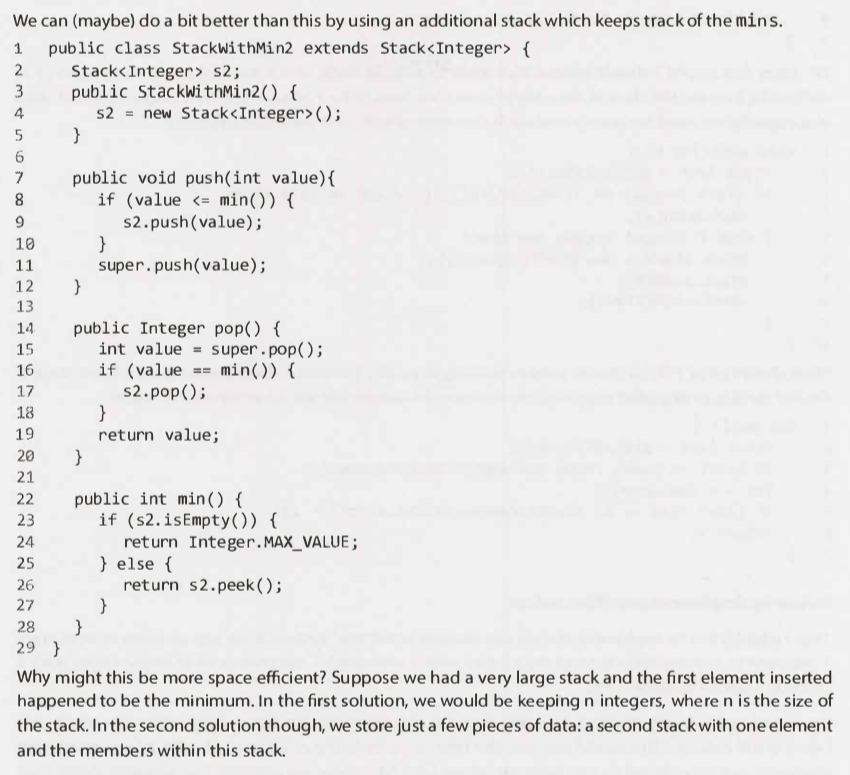 We can (maybe) do a bit better than this by using an additional stack which keeps track of the mins.
1 public class StackWithMin2 extends Stack<Integer> {
2 Stack<Integer> s2;
3 public StackWithMin2() {
4 s2 = new Stack<Integer>();
5 }
6
7 public void push(int value){
8 if (value <= min()) {
9 s2.push(value);
10 }
11 super.push(value);
12 }
13
14 public Integer pop() {
15 int value = super.pop();
16 if (value == min()) {
17 s2.pop();
18 }
19 return value;
20 }
21
22 public int min() {
23 if (s2.isEmpty()) {
24 return Integer.MAX_VALUE;
25 } else {
26 return s2.peek();
27 }
28 }
29 }
Why might this be more space efficient? Suppose we had a very large stack and the first element inserted
happened to be the minimum. In the first solution, we would be keeping n integers, where n is the size of
the stack. In the second solution though, we store just a few pieces of data: a second stack with one element
and the members within this stack.